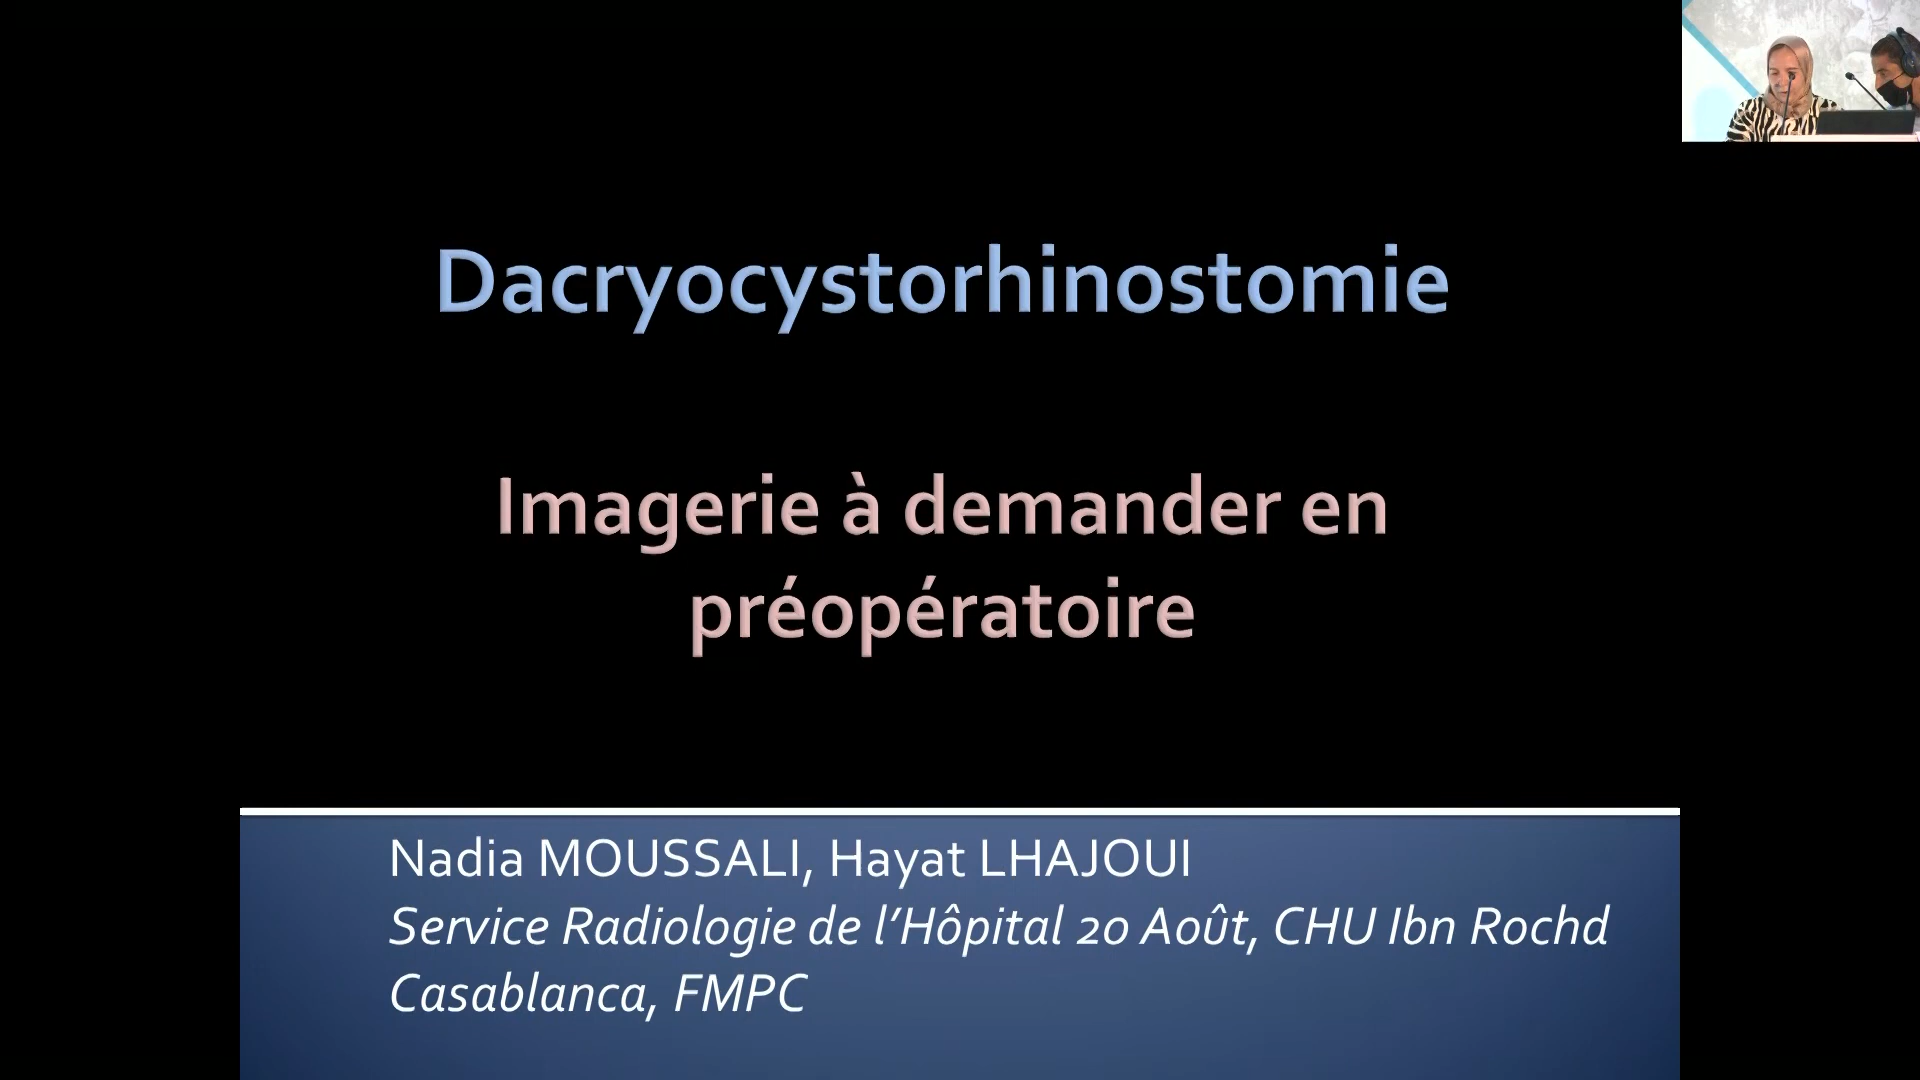 Dacryocystorhinostomie
Imagerie à demander en
préopératoire
Nadia MOUSSALI, Hayat LHAJOUI
Service Radiologie de l’Hôpital 20 Août, CHU Ibn Rochd
Casablanca, FMPC